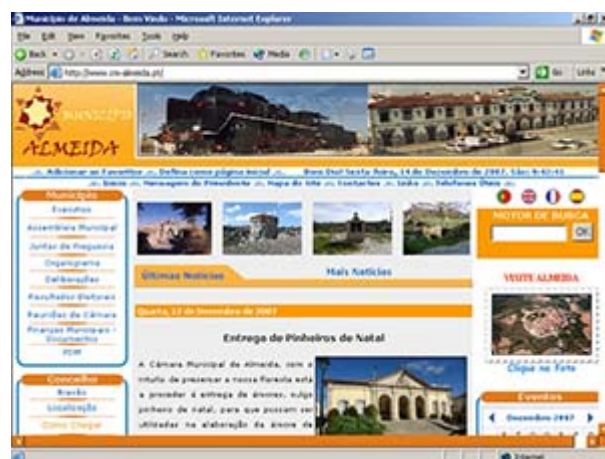 Município de Almeida - Bem Vindo - Microsoft Internet Explorer
File Edit View Favorites Tools Help
Back Search Favorites Media
Address http://www.cm-almeida.pt/ Go Links
MUNICÍPIO
ALMEIDA
.:. Adicionar ao Favoritos .:. Defina como página inicial .:. Bom Dia! Sexta Feira, 14 de Dezembro de 2007. São: 9:42:41
.:. Início .:. Mensagem do Presidente .:. Mapa do Site .:. Contactos .:. Links .:. Telefones Úteis .:.
Município
Executivo
Assembleia Municipal
Juntas de Freguesia
Organigrama
Deliberações
Resultados Eleitorais
Reuniões de Câmara
Finanças Municipais -
Documentos
PDM
Concelho
Brasão
Localização
Como Chegar
Últimas Notícias
Mais Notícias
Quarta, 12 de Dezembro de 2007
Entrega de Pinheiros de Natal
A Câmara Municipal de Almeida, com o
intuito de preservar a nossa floresta está
a proceder à entrega de árvores, vulgo
pinheiro de natal, para que possam ser
utilizadas na elaboração da árvore de
MOTOR DE BUSCA
OK
VISITE ALMEIDA
Clique na Foto
Eventos
Dezembro 2007
Internet